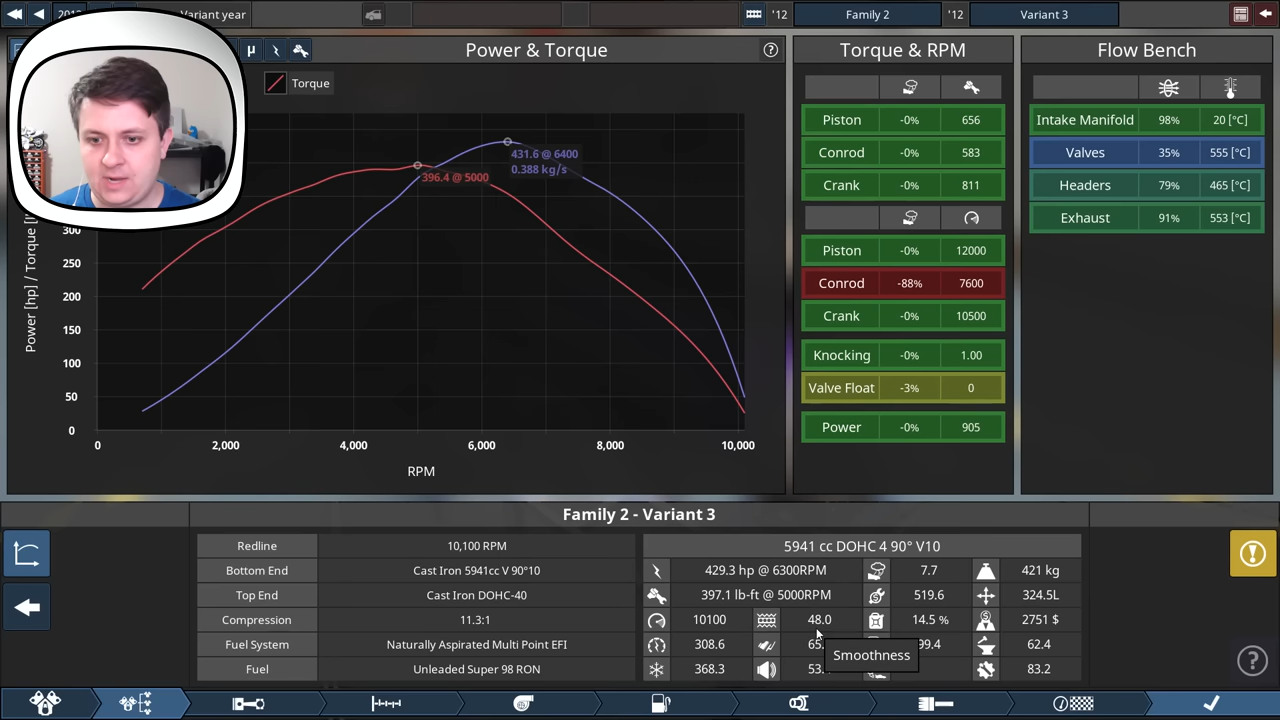 Variant year
'12
Family 2
'12
Variant 3
µ
Power & Torque
?
Torque
431.6 @ 6400
0.388 kg/s
396.4 @ 5000
Power [hp] / Torque
300
250
200
150
100
50
0
0 2,000 4,000 6,000 8,000 10,000
RPM
Torque & RPM
Piston -0% 656
Conrod -0% 583
Crank -0% 811
Piston -0% 12000
Conrod -88% 7600
Crank -0% 10500
Knocking -0% 1.00
Valve Float -3% 0
Power -0% 905
Flow Bench
Intake Manifold 98% 20 [°C]
Valves 35% 555 [°C]
Headers 79% 465 [°C]
Exhaust 91% 553 [°C]
Family 2 - Variant 3
Redline 10,100 RPM
Bottom End Cast Iron 5941cc V 90°10
Top End Cast Iron DOHC-40
Compression 11.3:1
Fuel System Naturally Aspirated Multi Point EFI
Fuel Unleaded Super 98 RON
5941 cc DOHC 4 90° V10
429.3 hp @ 6300RPM 7.7 421 kg
397.1 lb-ft @ 5000RPM 519.6 324.5L
10100 48.0 14.5 % 2751 $
308.6 99.4 62.4
368.3 83.2
Smoothness
?